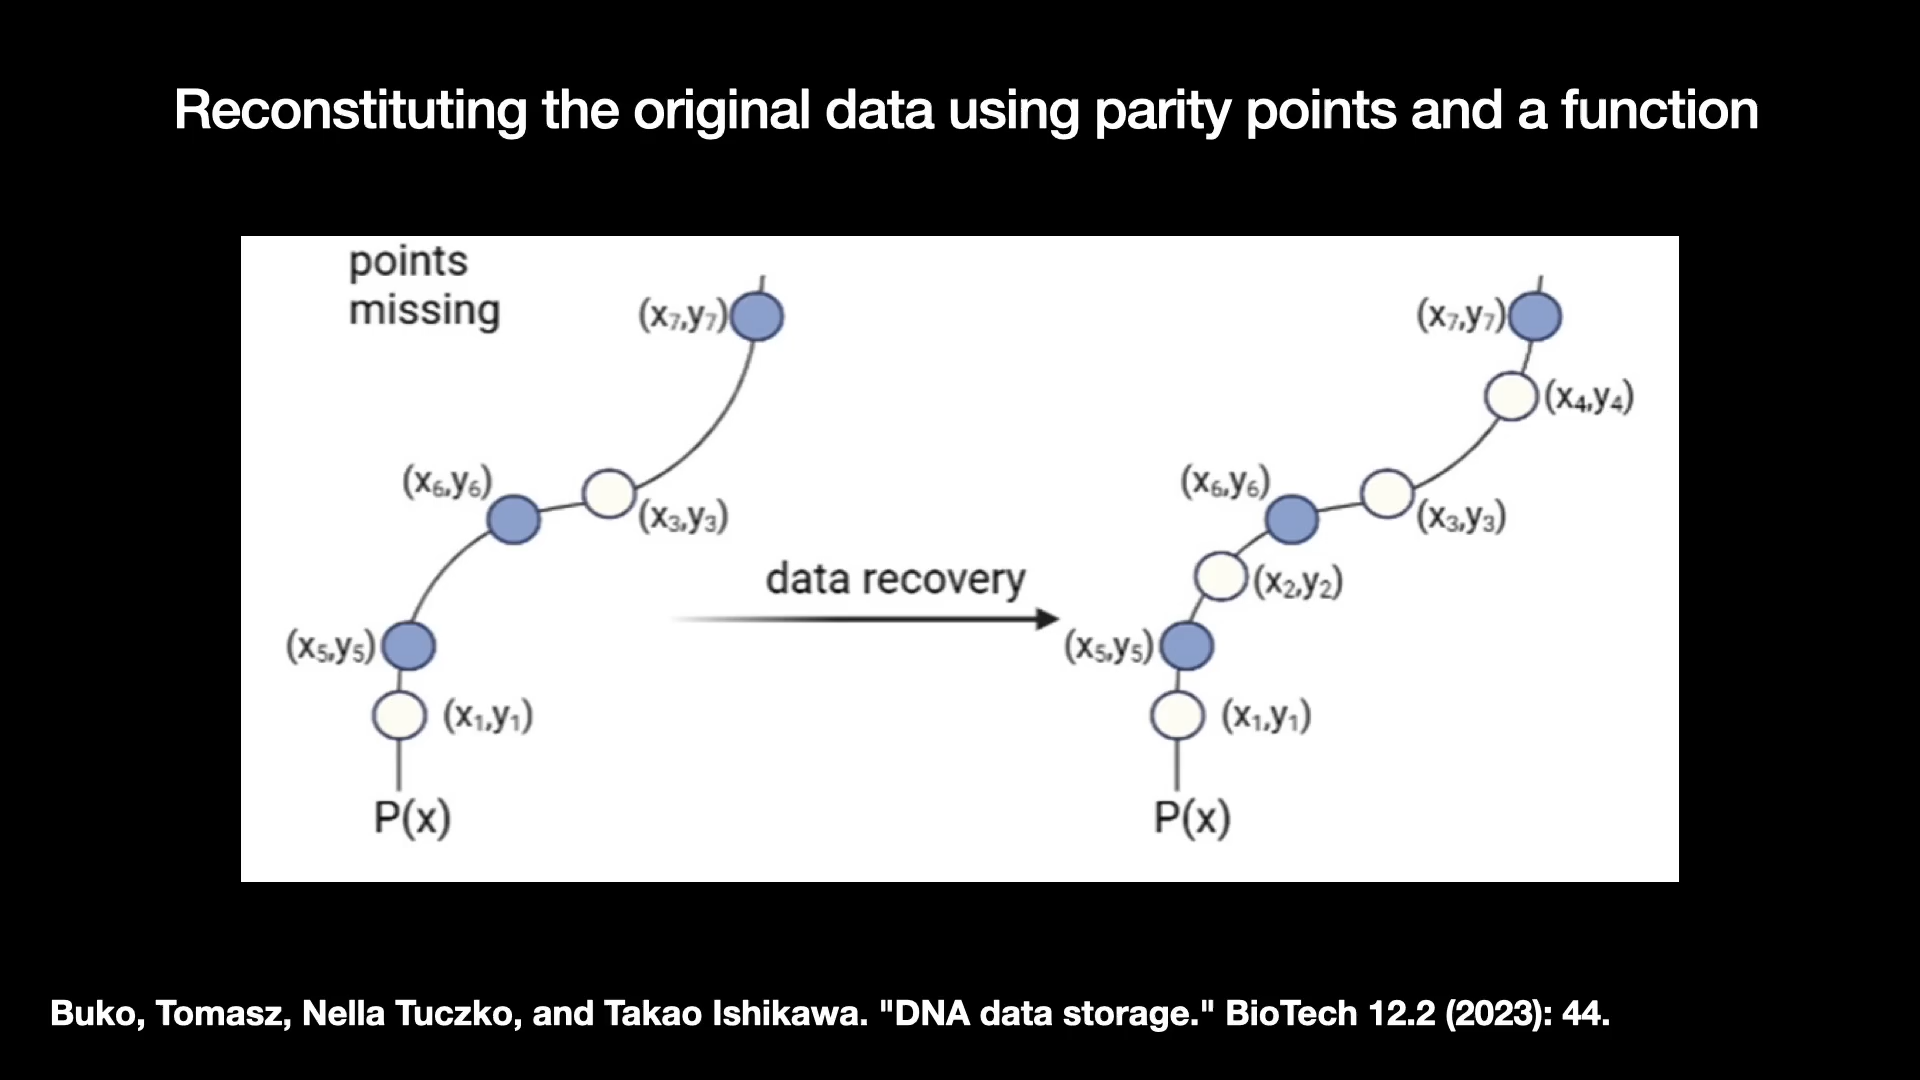 Reconstituting the original data using parity points and a function
points
missing
(x₇,y₇)
(x₆,y₆)
(x₃,y₃)
(x₅,y₅)
(x₁,y₁)
P(x)
data recovery
(x₇,y₇)
(x₄,y₄)
(x₆,y₆)
(x₃,y₃)
(x₂,y₂)
(x₅,y₅)
(x₁,y₁)
P(x)
Buko, Tomasz, Nella Tuczko, and Takao Ishikawa. "DNA data storage." BioTech 12.2 (2023): 44.